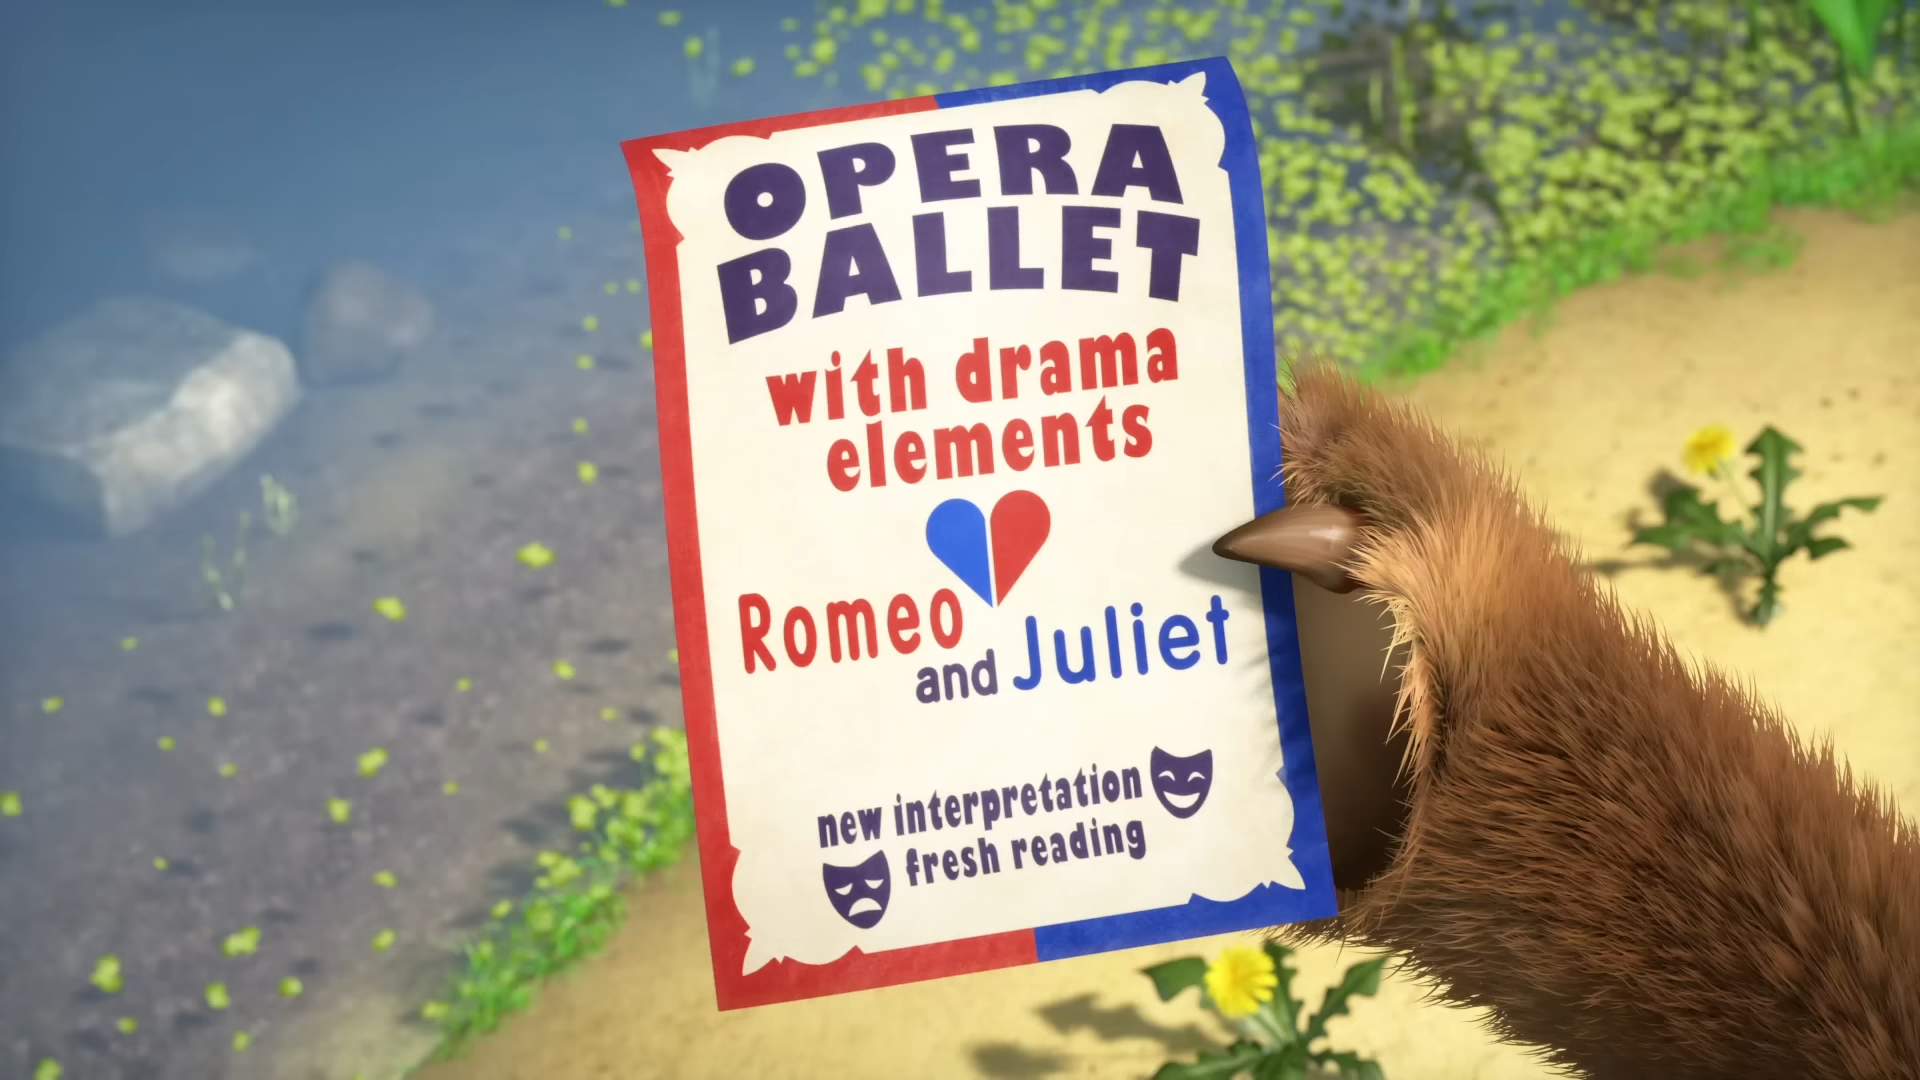 OPERA
BALLET
with drama
elements
Romeo
and Juliet
new interpretation
fresh reading